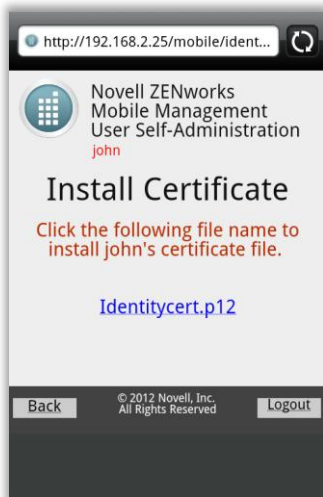 http://192.168.2.25/mobile/ident...
Novell ZENworks
Mobile Management
User Self-Administration
john
Install Certificate
Click the following file name to
install john's certificate file.
Identitycert.p12
Back
© 2012 Novell, Inc.
All Rights Reserved
Logout